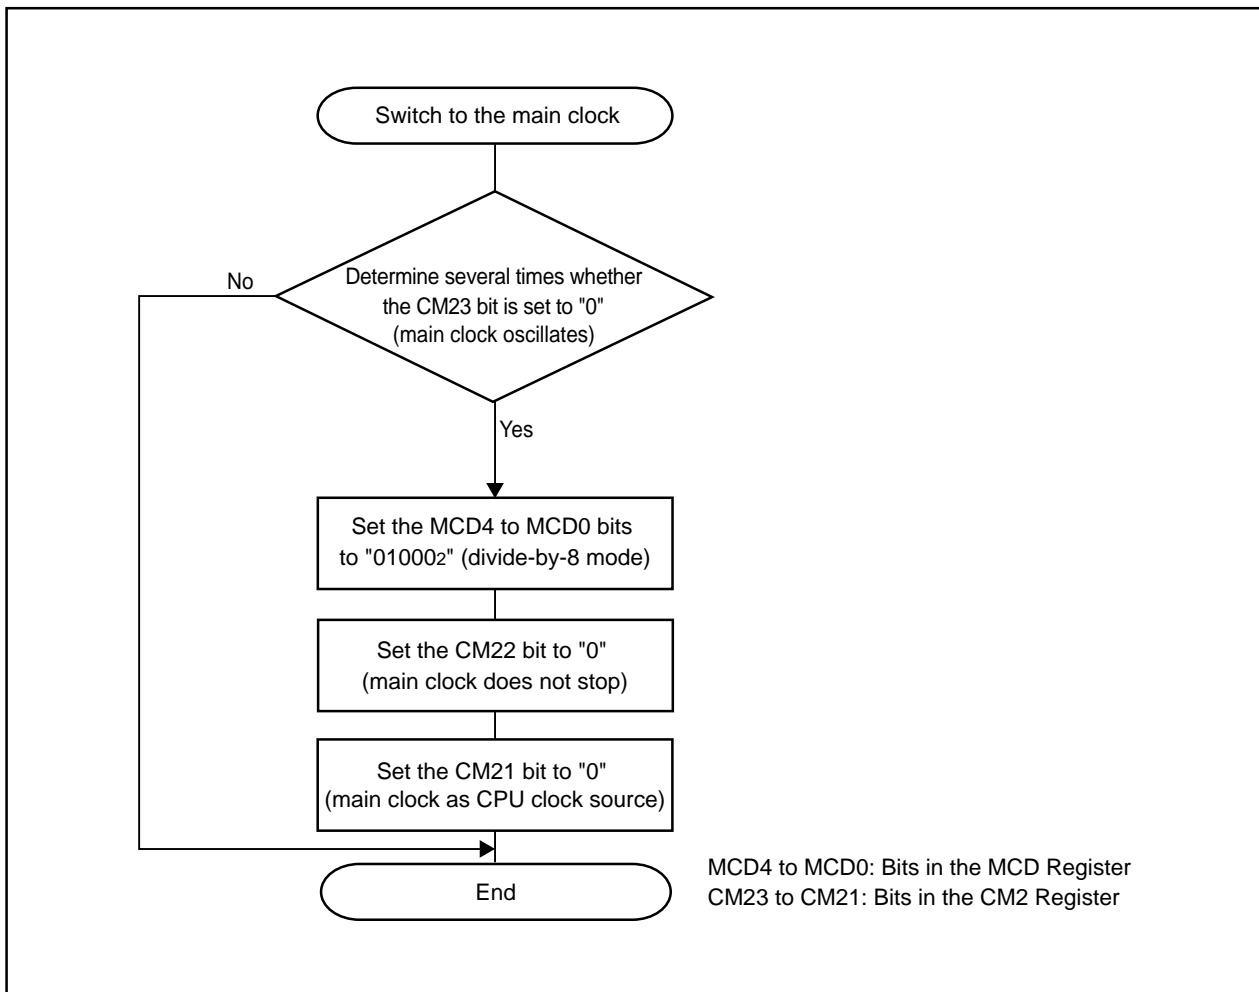 Switch to the main clock
No
Determine several times whether
the CM23 bit is set to "0"
(main clock oscillates)
Yes
Set the MCD4 to MCD0 bits
to "010002" (divide-by-8 mode)
Set the CM22 bit to "0"
(main clock does not stop)
Set the CM21 bit to "0"
(main clock as CPU clock source)
End
MCD4 to MCD0: Bits in the MCD Register
CM23 to CM21: Bits in the CM2 Register